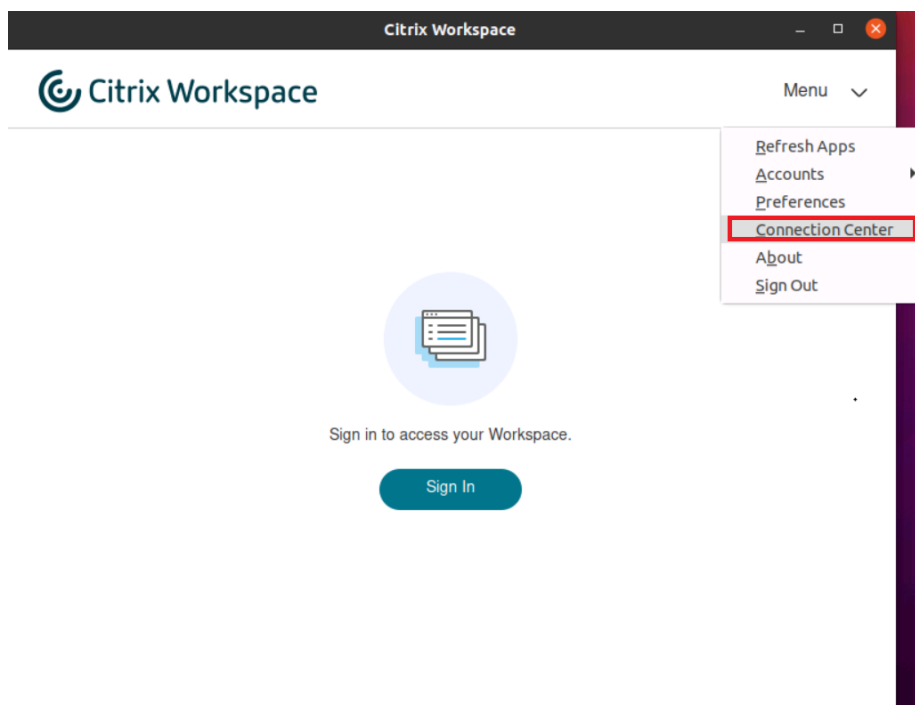 Citrix Workspace
Citrix Workspace
Menu
Refresh Apps
Accounts
Preferences
Connection Center
About
Sign Out
Sign in to access your Workspace.
Sign In